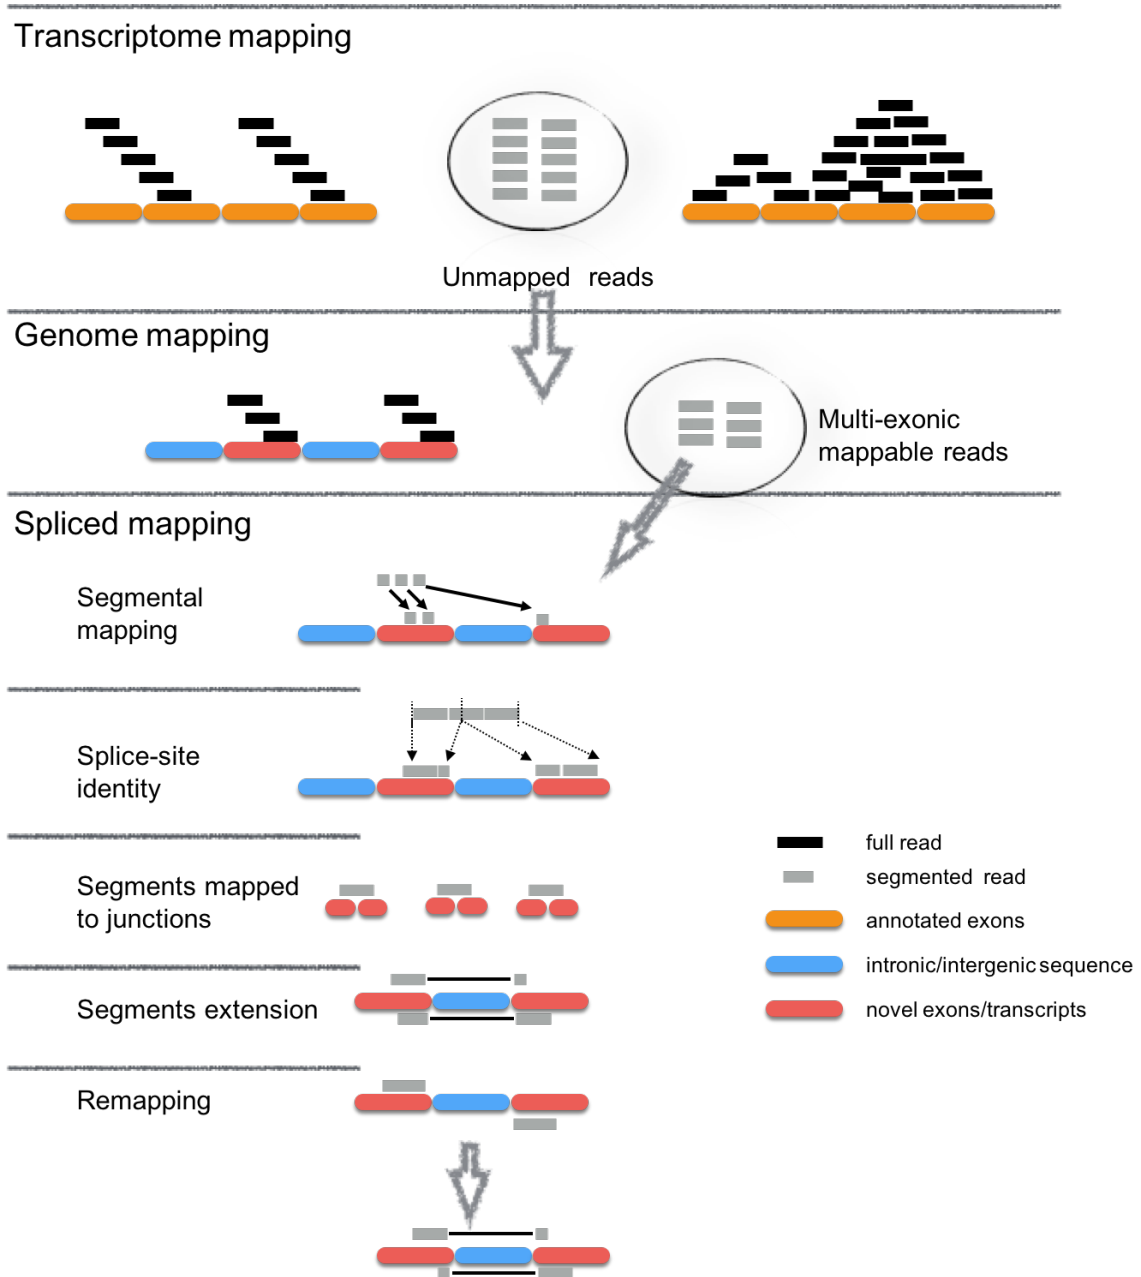 Transcriptome mapping
Unmapped reads
Genome mapping
Multi-exonic
mappable reads
Spliced mapping
Segmental
mapping
Splice-site
identity
Segments mapped
to junctions
Segments extension
Remapping
full read
segmented read
annotated exons
intronic/intergenic sequence
novel exons/transcripts